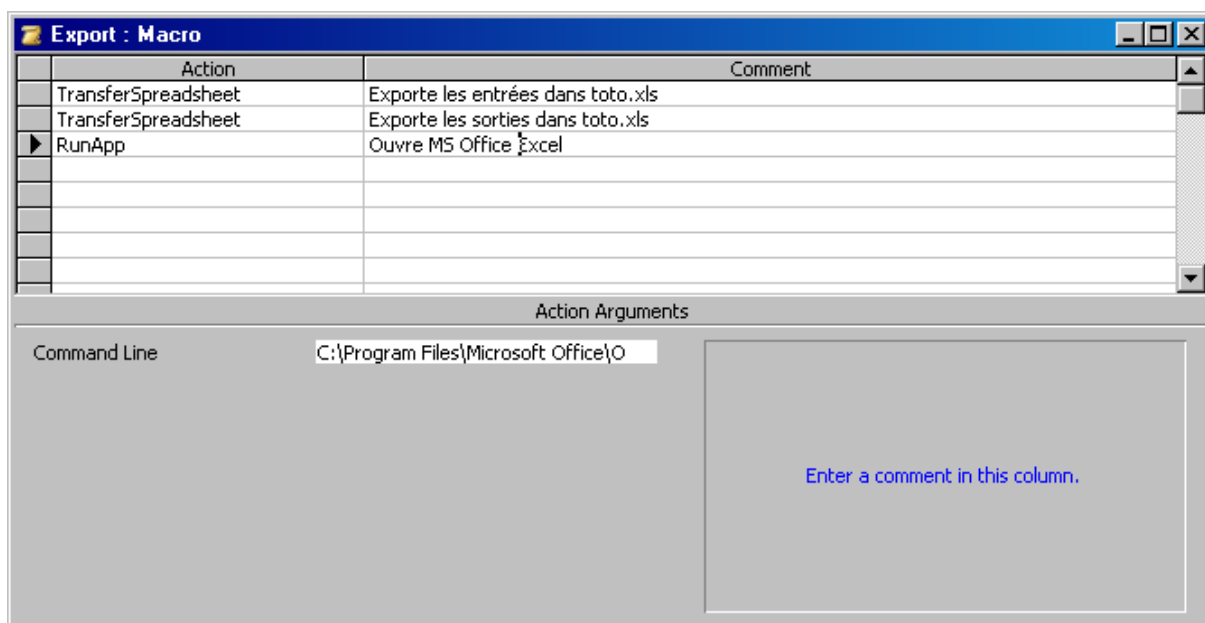 Export : Macro
Action Comment
TransferSpreadsheet Exporte les entrées dans toto.xls
TransferSpreadsheet Exporte les sorties dans toto.xls
RunApp Ouvre MS Office Excel
Action Arguments
Command Line C:\Program Files\Microsoft Office\O
Enter a comment in this column.